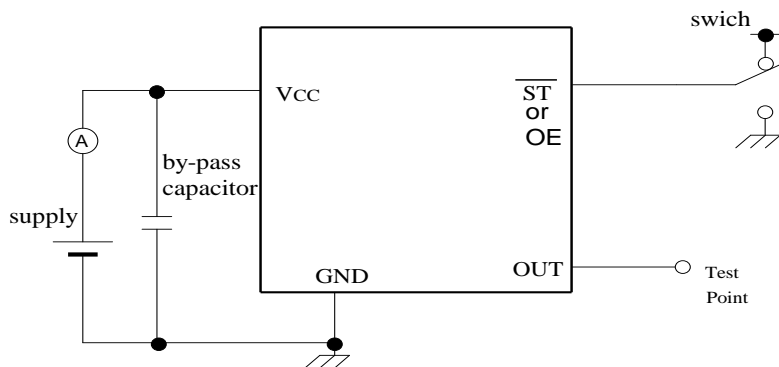 swich
VCC
ST
or
OE
A
by-pass
capacitor
supply
GND
OUT
Test
Point